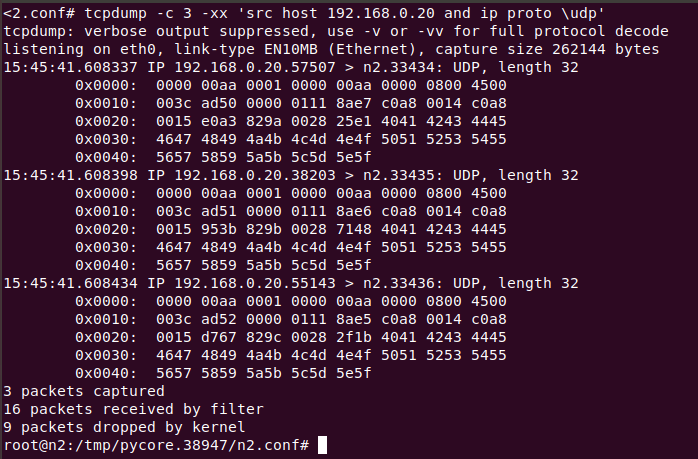 <2.conf# tcpdump -c 3 -xx 'src host 192.168.0.20 and ip proto \udp'
tcpdump: verbose output suppressed, use -v or -vv for full protocol decode
listening on eth0, link-type EN10MB (Ethernet), capture size 262144 bytes
15:45:41.608337 IP 192.168.0.20.57507 > n2.33434: UDP, length 32
0x0000:  0000 00aa 0001 0000 00aa 0000 0800 4500
0x0010:  003c ad50 0000 0111 8ae7 c0a8 0014 c0a8
0x0020:  0015 e0a3 829a 0028 25e1 4041 4243 4445
0x0030:  4647 4849 4a4b 4c4d 4e4f 5051 5253 5455
0x0040:  5657 5859 5a5b 5c5d 5e5f
15:45:41.608398 IP 192.168.0.20.38203 > n2.33435: UDP, length 32
0x0000:  0000 00aa 0001 0000 00aa 0000 0800 4500
0x0010:  003c ad51 0000 0111 8ae6 c0a8 0014 c0a8
0x0020:  0015 953b 829b 0028 7148 4041 4243 4445
0x0030:  4647 4849 4a4b 4c4d 4e4f 5051 5253 5455
0x0040:  5657 5859 5a5b 5c5d 5e5f
15:45:41.608434 IP 192.168.0.20.55143 > n2.33436: UDP, length 32
0x0000:  0000 00aa 0001 0000 00aa 0000 0800 4500
0x0010:  003c ad52 0000 0111 8ae5 c0a8 0014 c0a8
0x0020:  0015 d767 829c 0028 2f1b 4041 4243 4445
0x0030:  4647 4849 4a4b 4c4d 4e4f 5051 5253 5455
0x0040:  5657 5859 5a5b 5c5d 5e5f
3 packets captured
16 packets received by filter
9 packets dropped by kernel
root@n2:/tmp/pycore.38947/n2.conf#